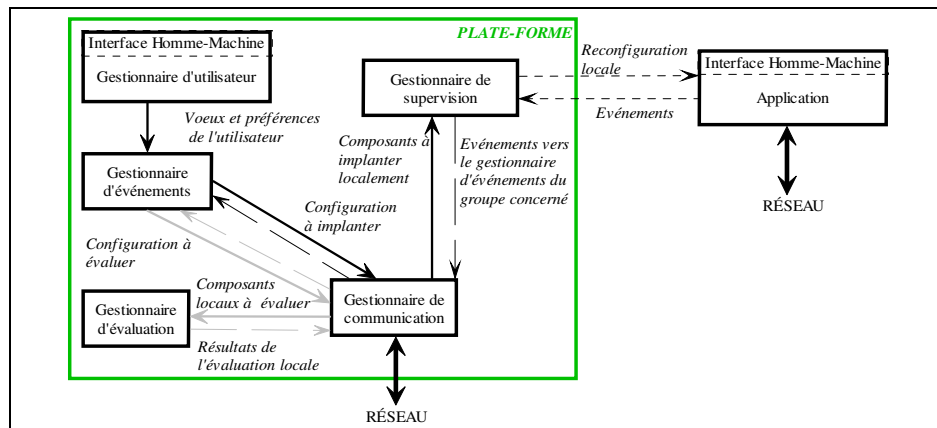 PLATE-FORME
Interface Homme-Machine
Gestionnaire d'utilisateur
Gestionnaire de
supervision
Reconfiguration
locale
Interface Homme-Machine
Application
Evénements
Voeux et préférences
de l'utilisateur
Composants à
implanter
localement
Evénements vers
le gestionnaire
d'événements du
groupe concerné
Gestionnaire
d'événements
Configuration
à implanter
RÉSEAU
Configuration à
évaluer
Composants
locaux à évaluer
Gestionnaire
d'évaluation
Gestionnaire de
communication
Résultats de
l'évaluation locale
RÉSEAU